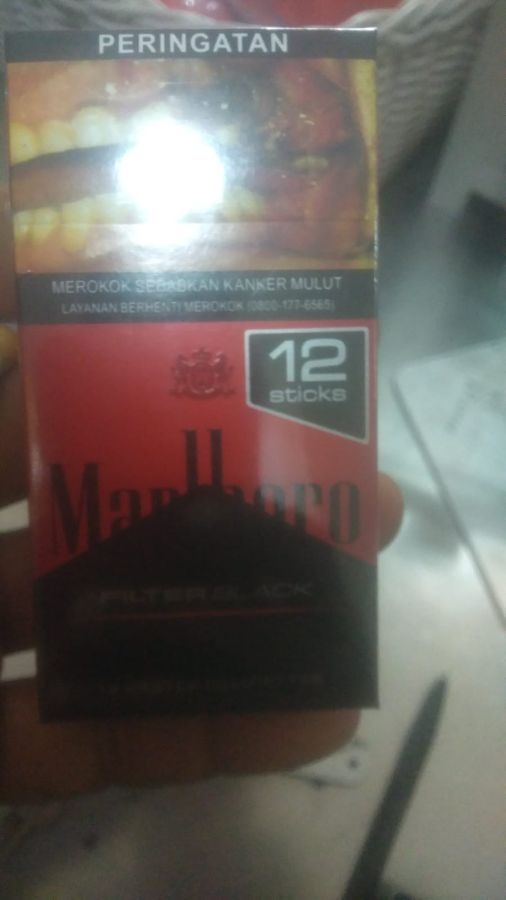 PERINGATAN
MEROKOK SEBABKAN KANKER MULUT
LAYANAN BERHENTI MEROKOK (0800-177-6565)
12
sticks
Marlboro
FILTER BLACK